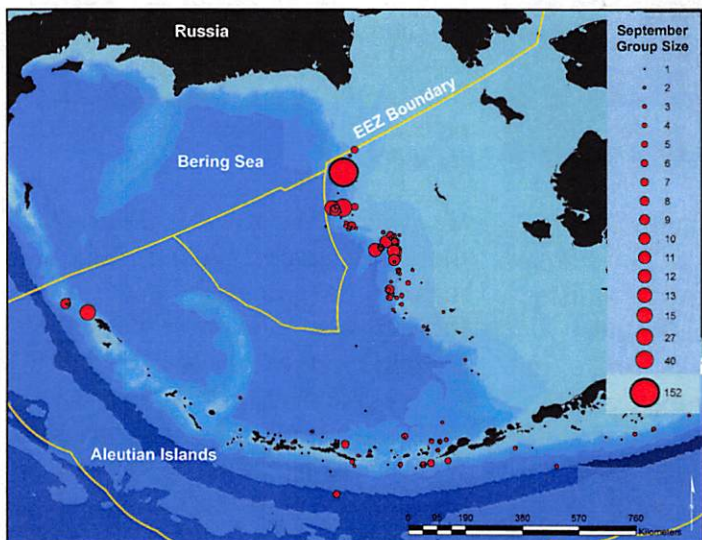 Russia
EEZ Boundary
Bering Sea
Aleutian Islands
September
Group Size
1
2
3
4
5
6
7
8
9
10
11
12
13
15
27
40
152
0 95 190 380 570 760
Kilometers